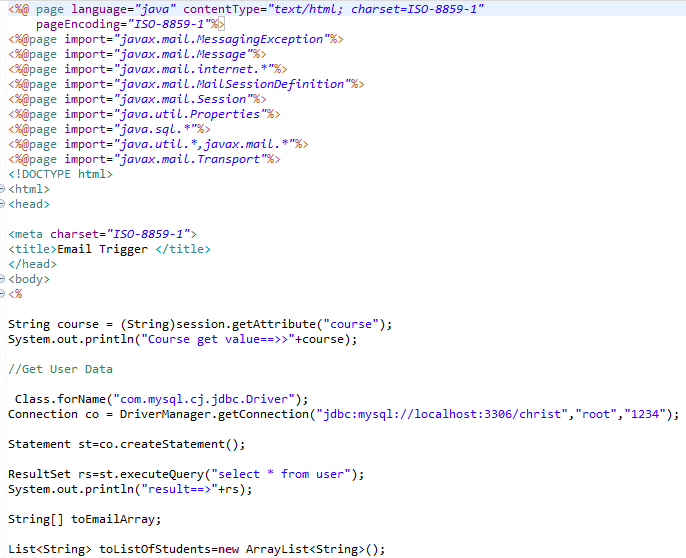 <%@ page language="java" contentType="text/html; charset=ISO-8859-1"
    pageEncoding="ISO-8859-1"%>
<%@page import="javax.mail.MessagingException"%>
<%@page import="javax.mail.Message"%>
<%@page import="javax.mail.internet.*"%>
<%@page import="javax.mail.MailSessionDefinition"%>
<%@page import="javax.mail.Session"%>
<%@page import="java.util.Properties"%>
<%@page import="java.sql.*"%>
<%@page import="java.util.*,javax.mail.*"%>
<%@page import="javax.mail.Transport"%>
<!DOCTYPE html>
<html>
<head>
<meta charset="ISO-8859-1">
<title>Email Trigger </title>
</head>
<body>
<%
String course = (String)session.getAttribute("course");
System.out.println("Course get value==>>"+course);
//Get User Data
 Class.forName("com.mysql.cj.jdbc.Driver");
Connection co = DriverManager.getConnection("jdbc:mysql://localhost:3306/christ","root","1234");
Statement st=co.createStatement();
ResultSet rs=st.executeQuery("select * from user");
System.out.println("result==>"+rs);
String[] toEmailArray;
List<String> toListOfStudents=new ArrayList<String>();